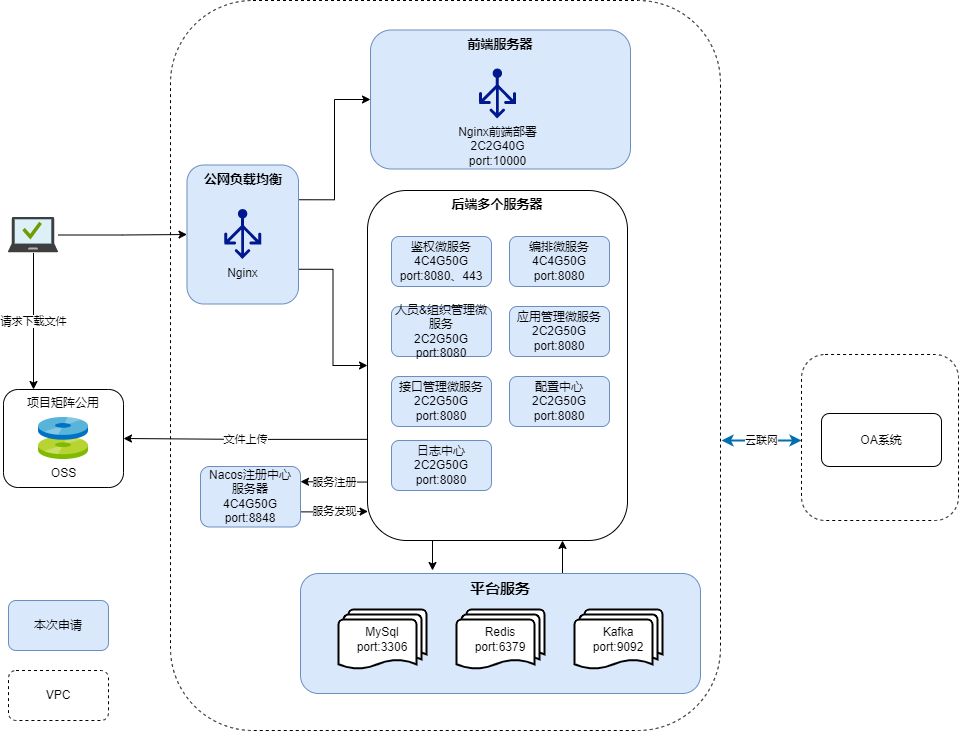 前端服务器
Nginx前端部署
2C2G40G
port:10000
公网负载均衡
Nginx
后端多个服务器
鉴权微服务
4C4G50G
port:8080、443
编排微服务
4C4G50G
port:8080
人员&组织管理微
服务
2C2G50G
port:8080
应用管理微服务
2C2G50G
port:8080
接口管理微服务
2C2G50G
port:8080
配置中心
2C2G50G
port:8080
日志中心
2C2G50G
port:8080
请求下载文件
项目矩阵公用
OSS
文件上传
Nacos注册中心
服务器
4C4G50G
port:8848
服务注册
服务发现
云联网
OA系统
平台服务
MySql
port:3306
Redis
port:6379
Kafka
port:9092
本次申请
VPC